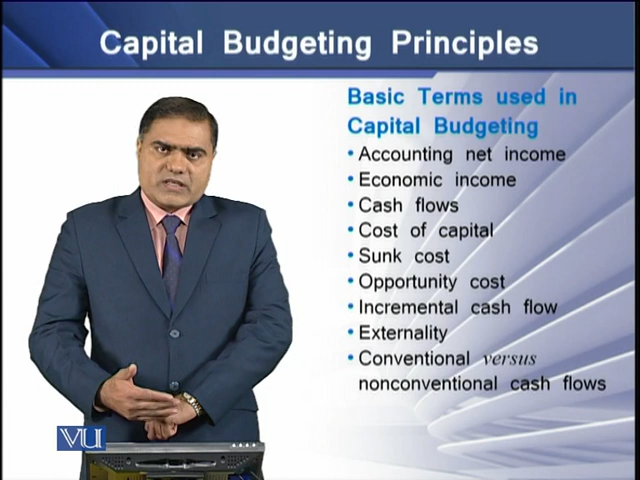 Capital Budgeting Principles
Basic Terms used in
Capital Budgeting
• Accounting net income
• Economic income
• Cash flows
• Cost of capital
• Sunk cost
• Opportunity cost
• Incremental cash flow
• Externality
• Conventional versus
nonconventional cash flows
VU